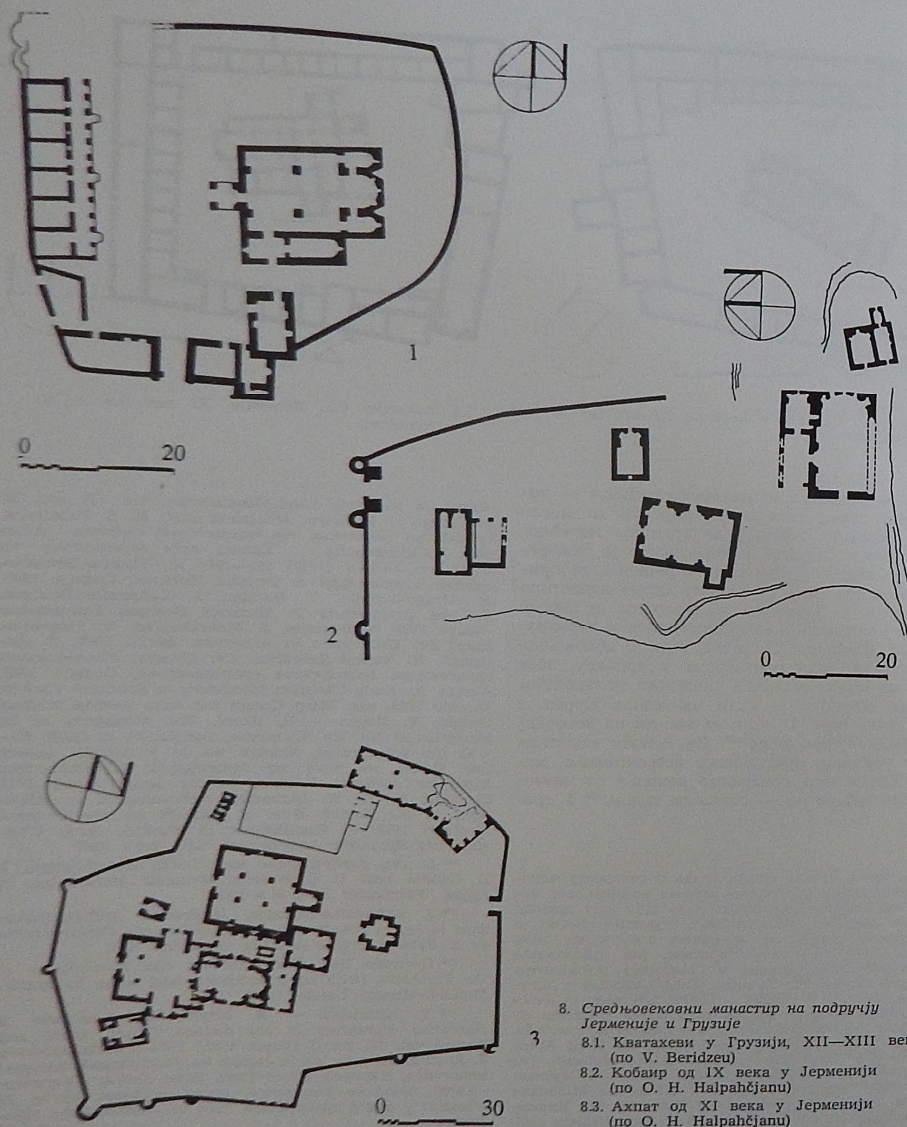 1
0 20
2
0 20
3
0 30
8. Средњовековни манастир на подручју
Јерменије и Грузије
8.1. Кватахеви у Грузији, XII—XIII век
(по V. Beridzeu)
8.2. Кобаир од IX века у Јерменији
(по O. H. Halpahčjanu)
8.3. Ахпат од XI века у Јерменији
(по O. H. Halpahčjanu)